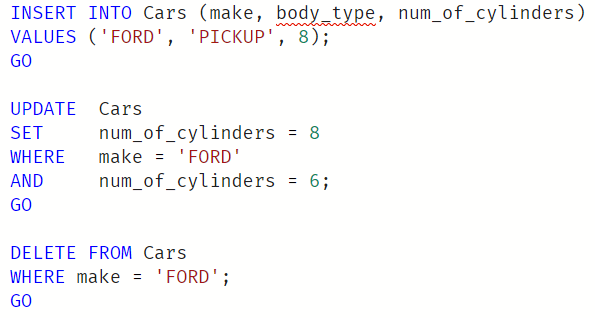 INSERT INTO Cars (make, body_type, num_of_cylinders)
VALUES ('FORD', 'PICKUP', 8);
GO
UPDATE  Cars
SET     num_of_cylinders = 8
WHERE   make = 'FORD'
AND     num_of_cylinders = 6;
GO
DELETE FROM Cars
WHERE make = 'FORD';
GO